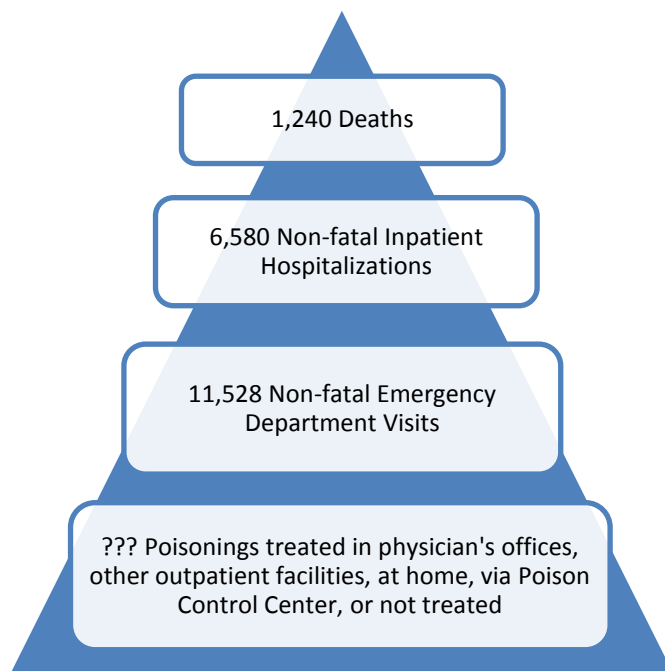 1,240 Deaths
6,580 Non-fatal Inpatient
Hospitalizations
11,528 Non-fatal Emergency
Department Visits
??? Poisonings treated in physician's offices,
other outpatient facilities, at home, via Poison
Control Center, or not treated